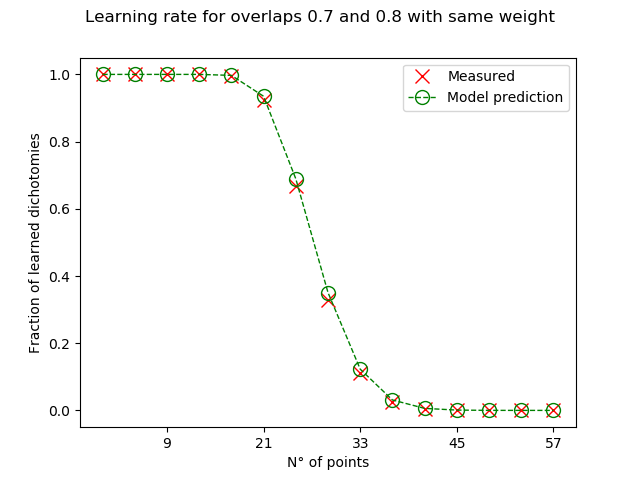 Learning rate for overlaps 0.7 and 0.8 with same weight
Measured
Model prediction
Fraction of learned dichotomies
1.0
0.8
0.6
0.4
0.2
0.0
9 21 33 45 57
N° of points